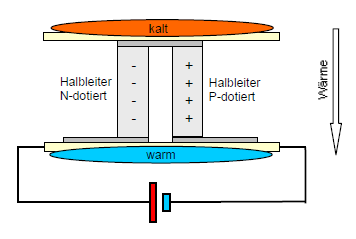 kalt
Halbleiter
N-dotiert
- + 
- +
- +
- +
Halbleiter
P-dotiert
Wärme
warm